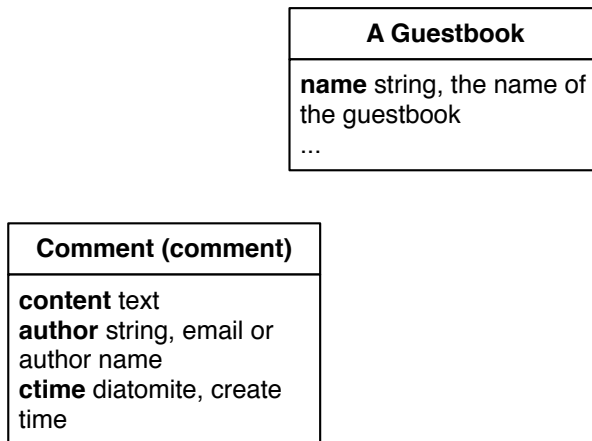 A Guestbook
name string, the name of
the guestbook
...
Comment (comment)
content text
author string, email or
author name
ctime diatomite, create
time